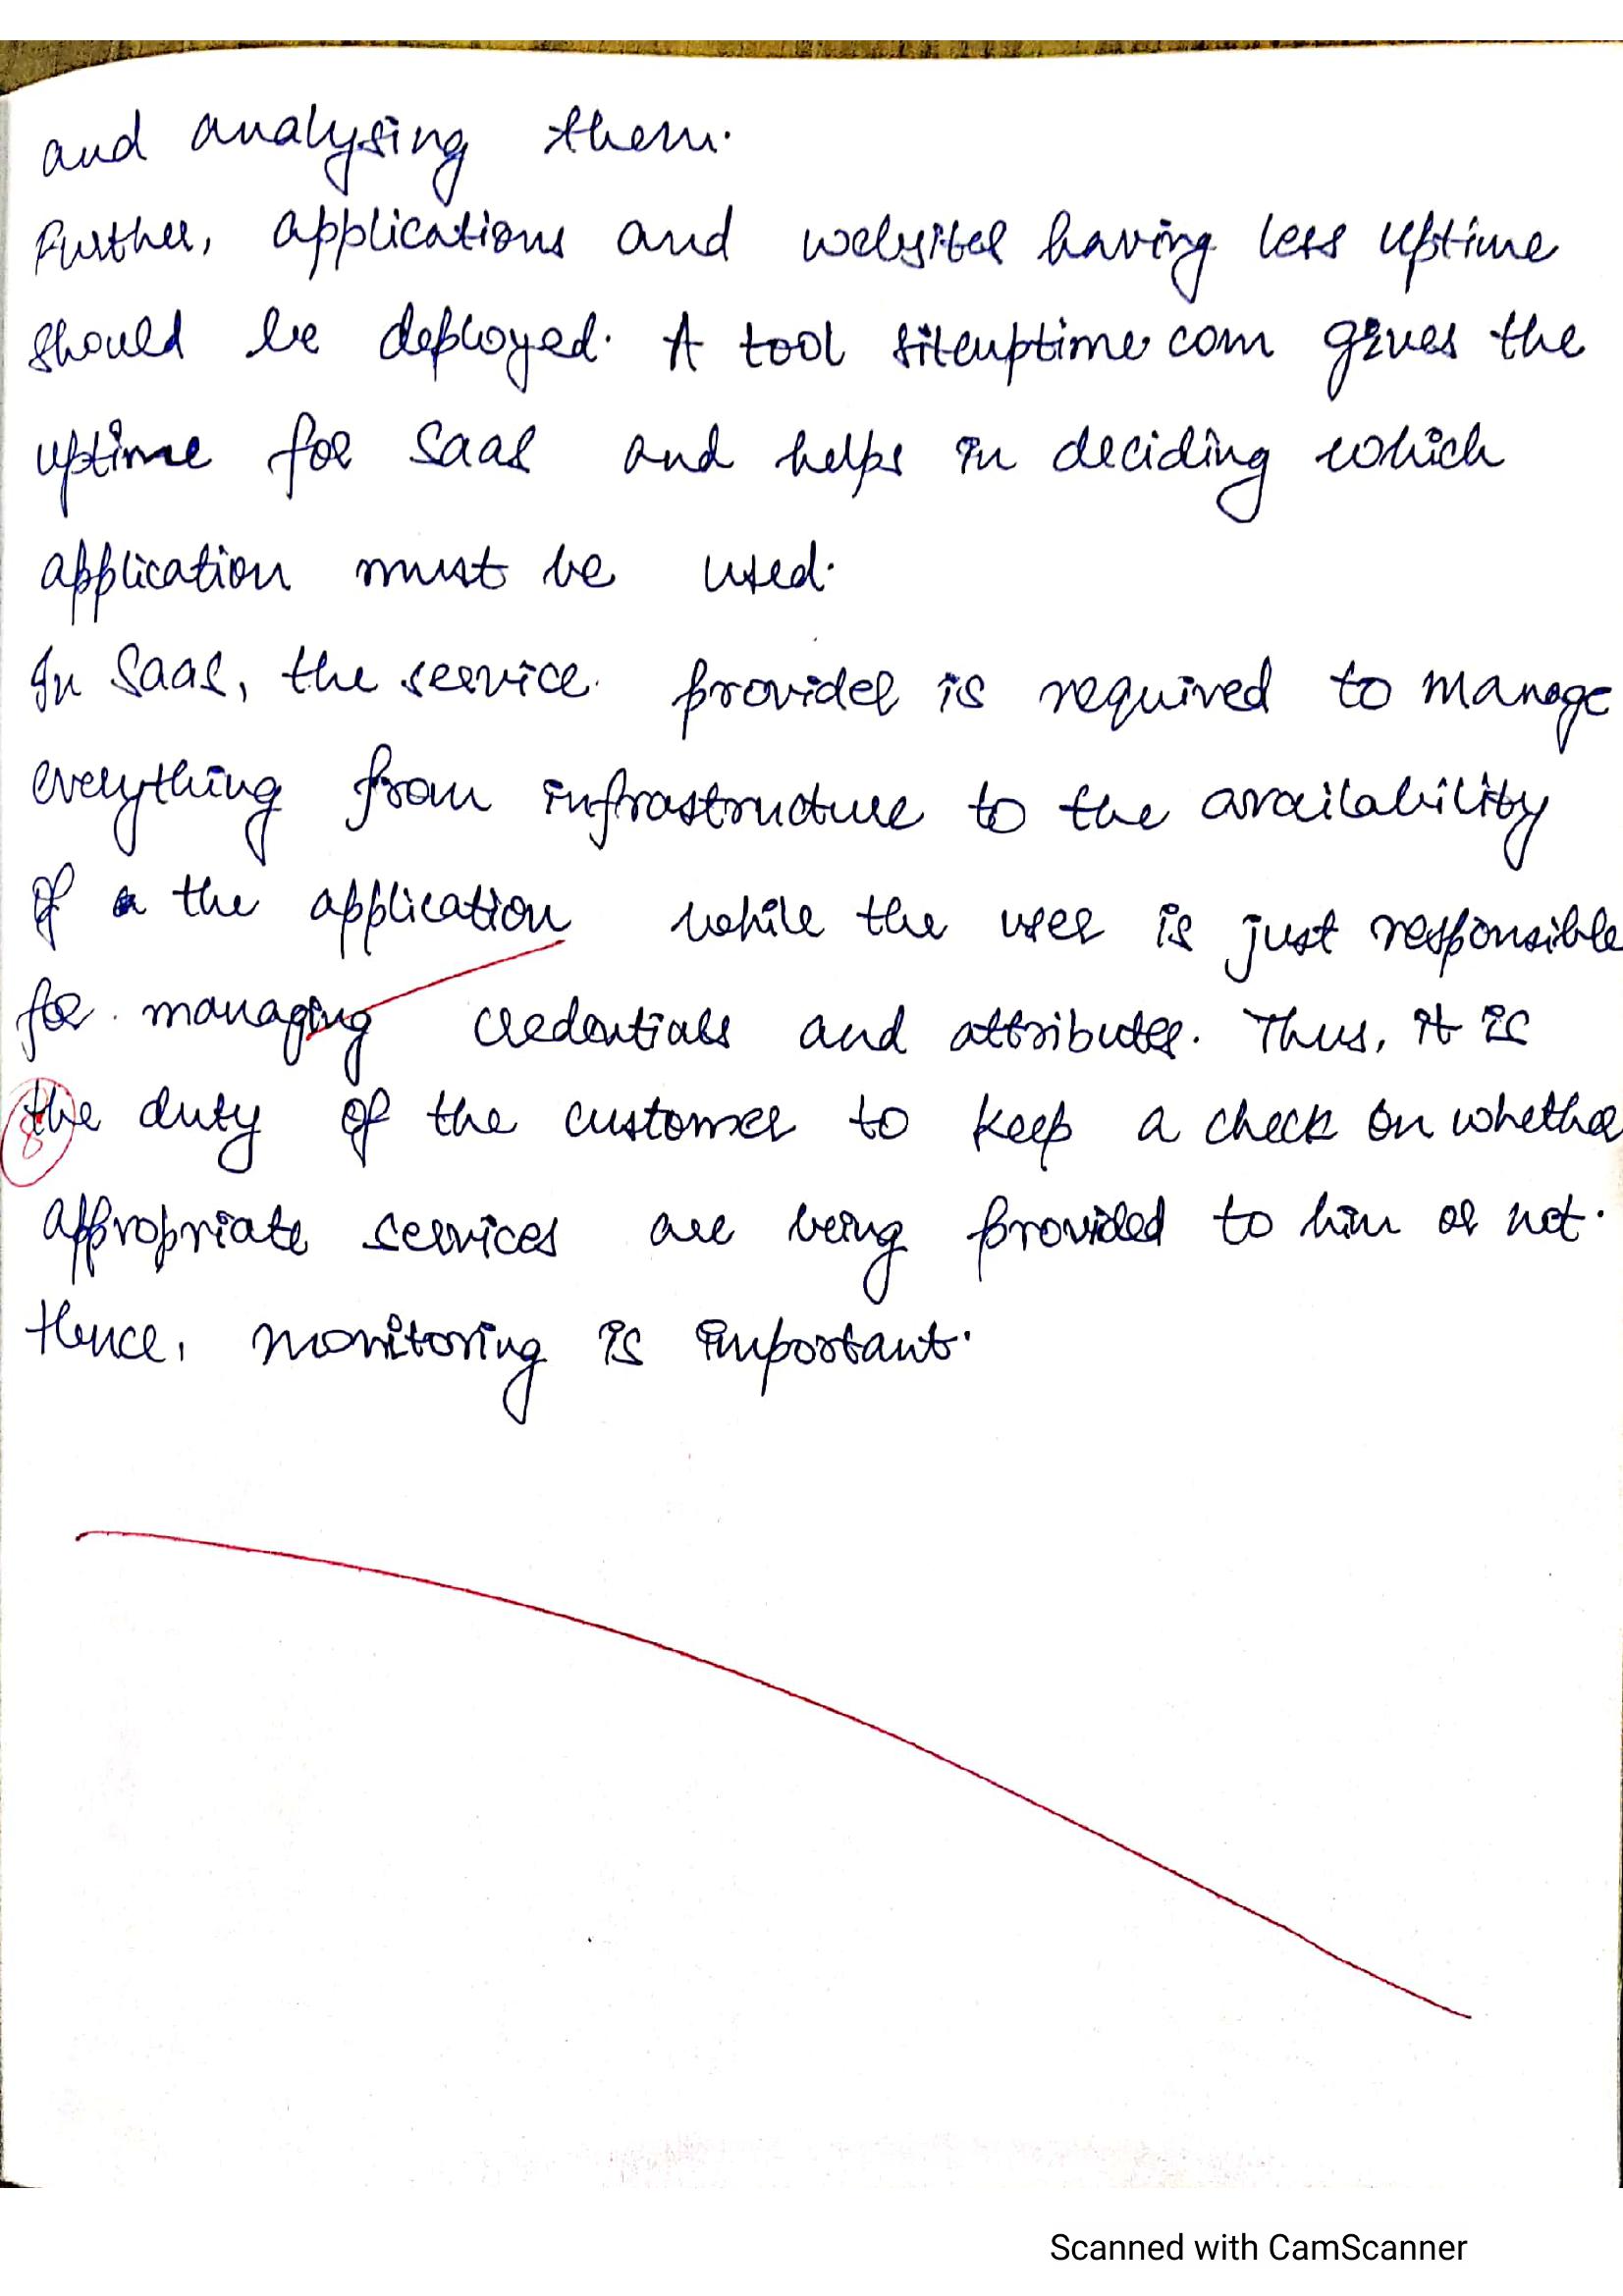 and analysing them.
Further, applications and websites having less uptime
should be deployed. A tool siteuptime.com gives the
uptime for SaaS and helps in deciding which
application must be used.
In SaaS, the service provider is required to manage
everything from infrastructure to the availability
of the application while the user is just responsible
for managing credentials and attributes. Thus, it is
the duty of the customer to keep a check on whether
appropriate services are being provided to him or not.
Hence, monitoring is important.
8
Scanned with CamScanner